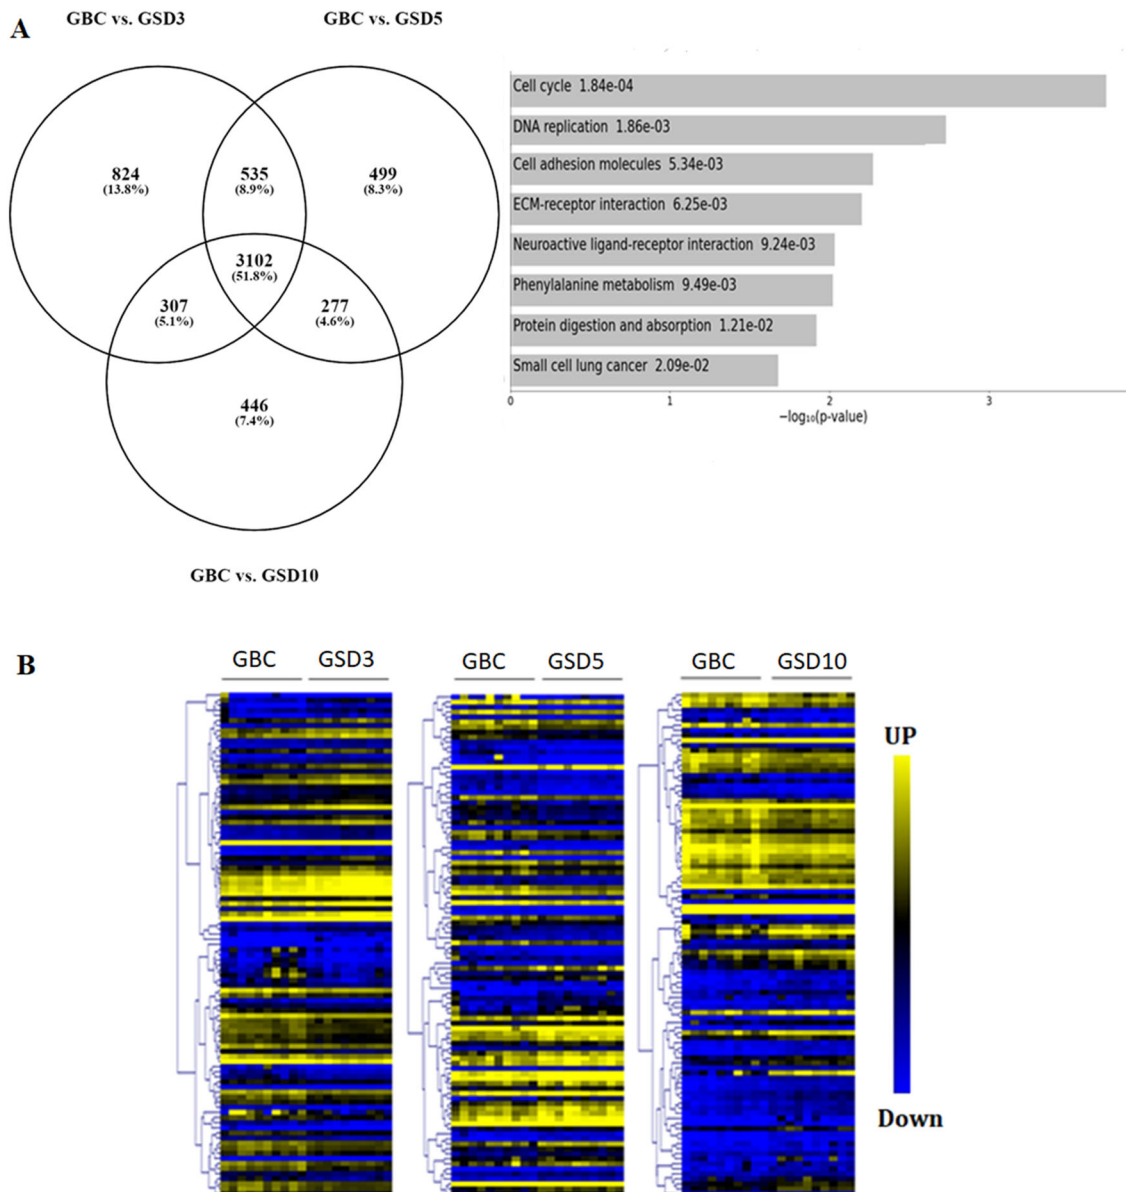 A
GBC vs. GSD3
GBC vs. GSD5
824
(13.8%)
535
(8.9%)
499
(8.3%)
3102
(51.8%)
307
(5.1%)
277
(4.6%)
446
(7.4%)
GBC vs. GSD10
Cell cycle 1.84e-04
DNA replication 1.86e-03
Cell adhesion molecules 5.34e-03
ECM-receptor interaction 6.25e-03
Neuroactive ligand-receptor interaction 9.24e-03
Phenylalanine metabolism 9.49e-03
Protein digestion and absorption 1.21e-02
Small cell lung cancer 2.09e-02
0 1 2 3
−log₁₀(p-value)
B
GBC GSD3
GBC GSD5
GBC GSD10
UP
Down